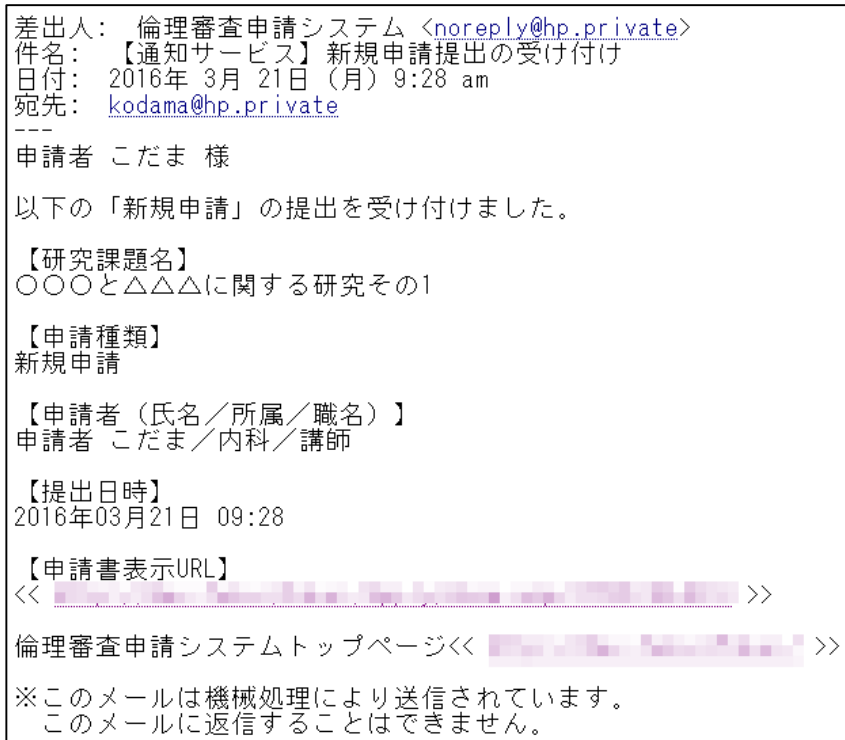 差出人： 倫理審査申請システム <noreply@hp.private>
件名： 【通知サービス】新規申請提出の受け付け
日付： 2016年 3月 21日 (月) 9:28 am
宛先： kodama@hp.private
---
申請者 こだま 様
以下の「新規申請」の提出を受け付けました。
【研究課題名】
○○○と△△△に関する研究その1
【申請種類】
新規申請
【申請者（氏名／所属／職名）】
申請者 こだま／内科／講師
【提出日時】
2016年03月21日 09:28
【申請書表示URL】
<< >>
倫理審査申請システムトップページ<< >>
※このメールは機械処理により送信されています。
このメールに返信することはできません。